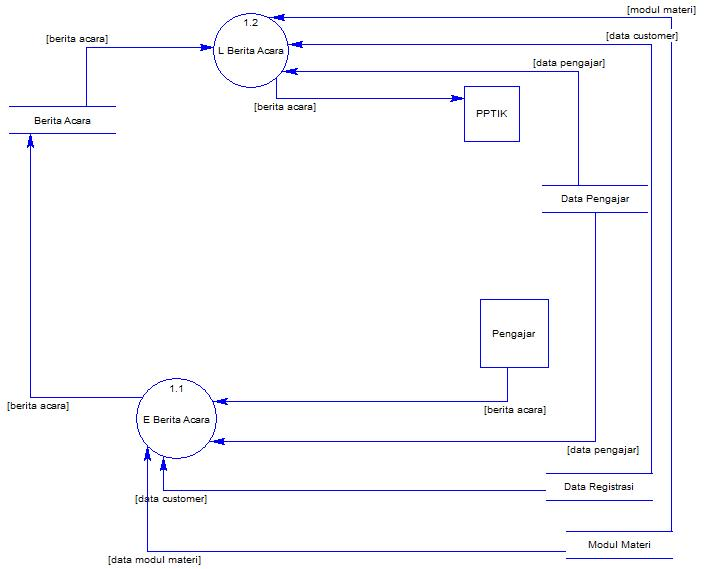 [modul materi]
1.2
[data customer]
[berita acara]
L Berita Acara
[data pengajar]
[berita acara]
PPTIK
Berita Acara
Data Pengajar
Pengajar
1.1
[berita acara]
[berita acara]
E Berita Acara
[data pengajar]
Data Registrasi
[data customer]
Modul Materi
[data modul materi]